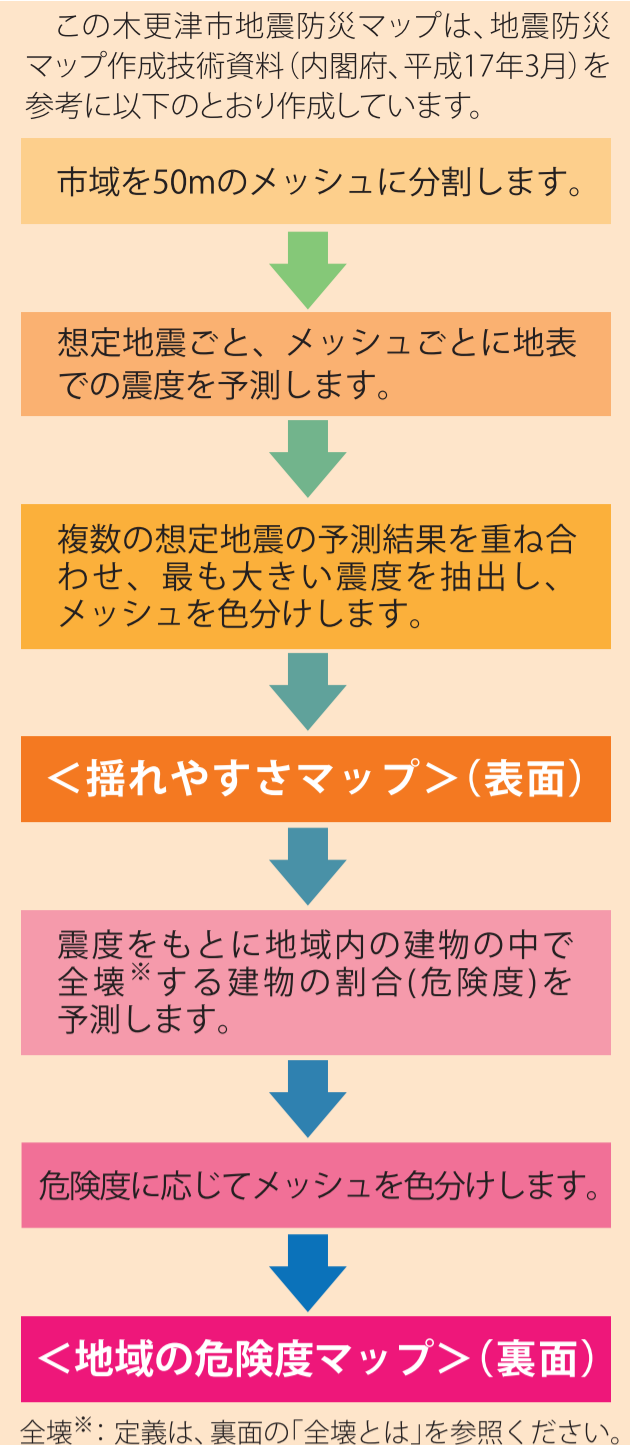 この木更津市地震防災マップは、地震防災
マップ作成技術資料(内閣府、平成17年3月)を
参考に以下のとおり作成しています。
市域を50mのメッシュに分割します。
想定地震ごと、メッシュごとに地表
での震度を予測します。
複数の想定地震の予測結果を重ね合
わせ、最も大きい震度を抽出し、
メッシュを色分けします。
＜揺れやすさマップ＞(表面)
震度をもとに地域内の建物の中で
全壊※する建物の割合(危険度)を
予測します。
危険度に応じてメッシュを色分けします。
＜地域の危険度マップ＞(裏面)
全壊※：定義は、裏面の「全壊とは」を参照ください。